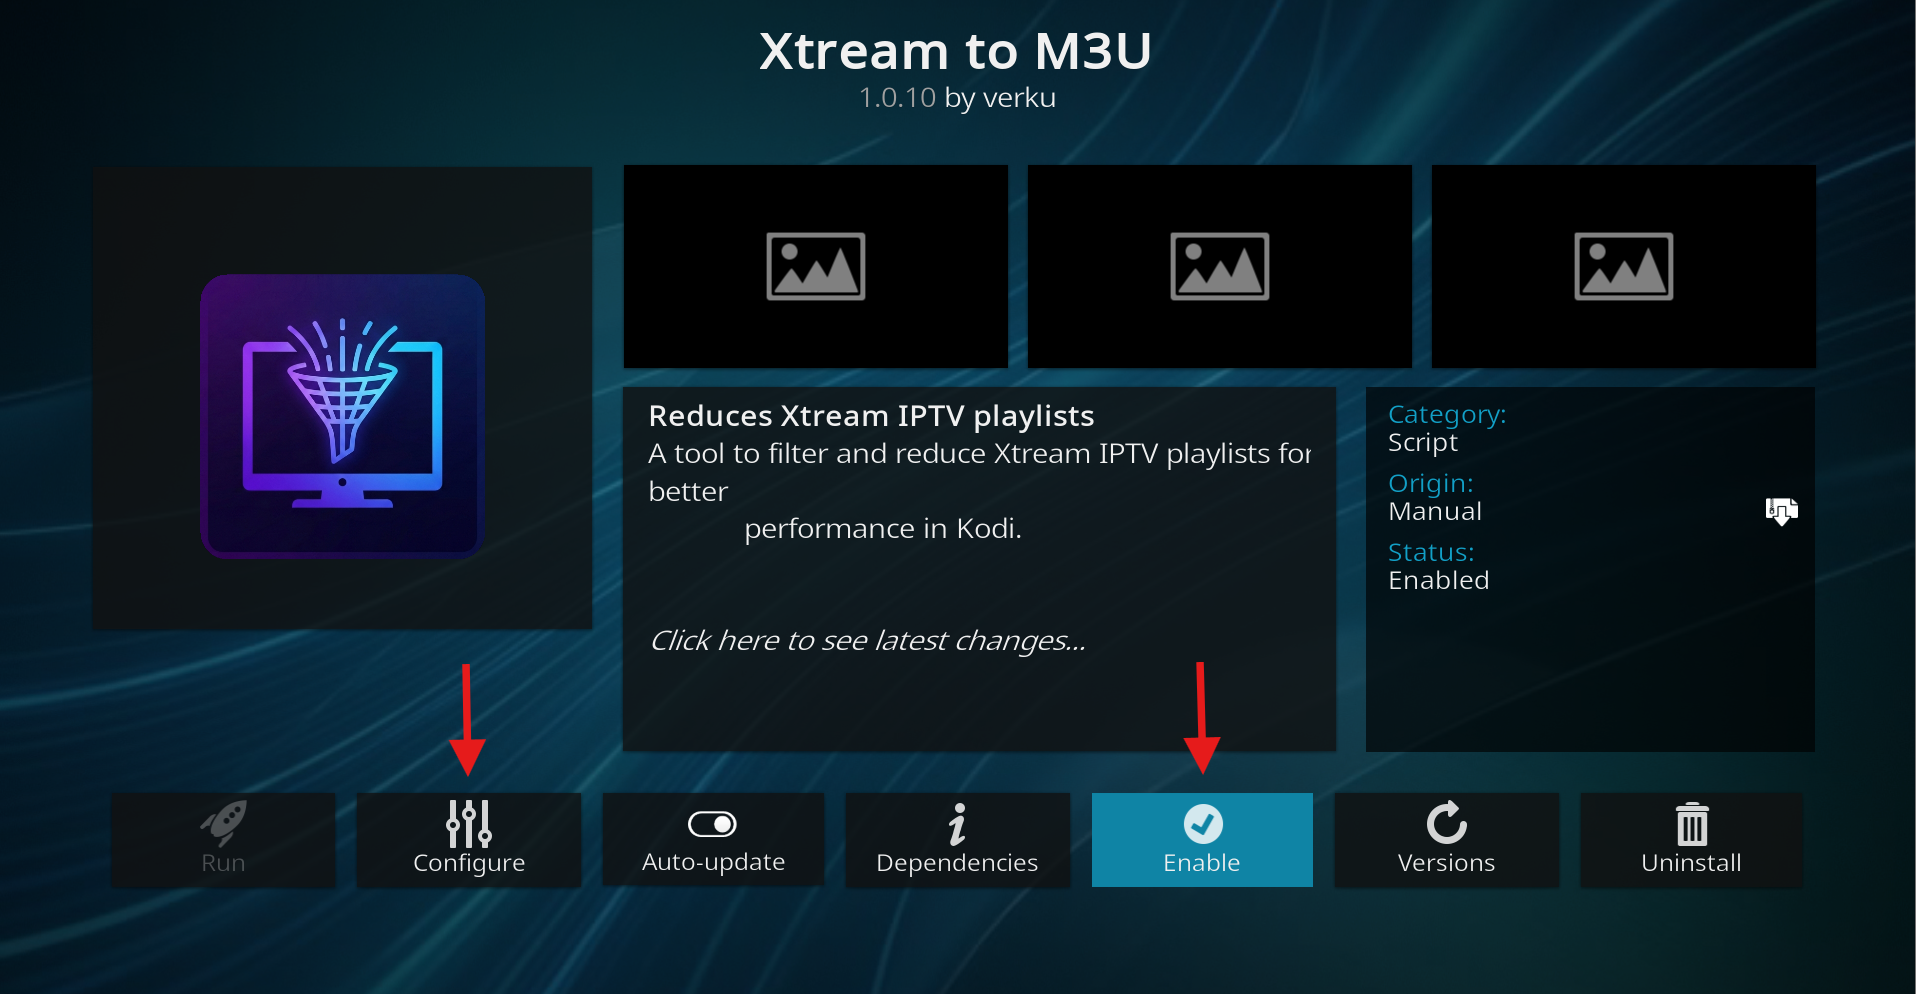 Xtream to M3U
1.0.10 by verku
Reduces Xtream IPTV playlists
A tool to filter and reduce Xtream IPTV playlists for
better
performance in Kodi.
Click here to see latest changes...
Category:
Script
Origin:
Manual
Status:
Enabled
Run
Configure
Auto-update
Dependencies
Enable
Versions
Uninstall